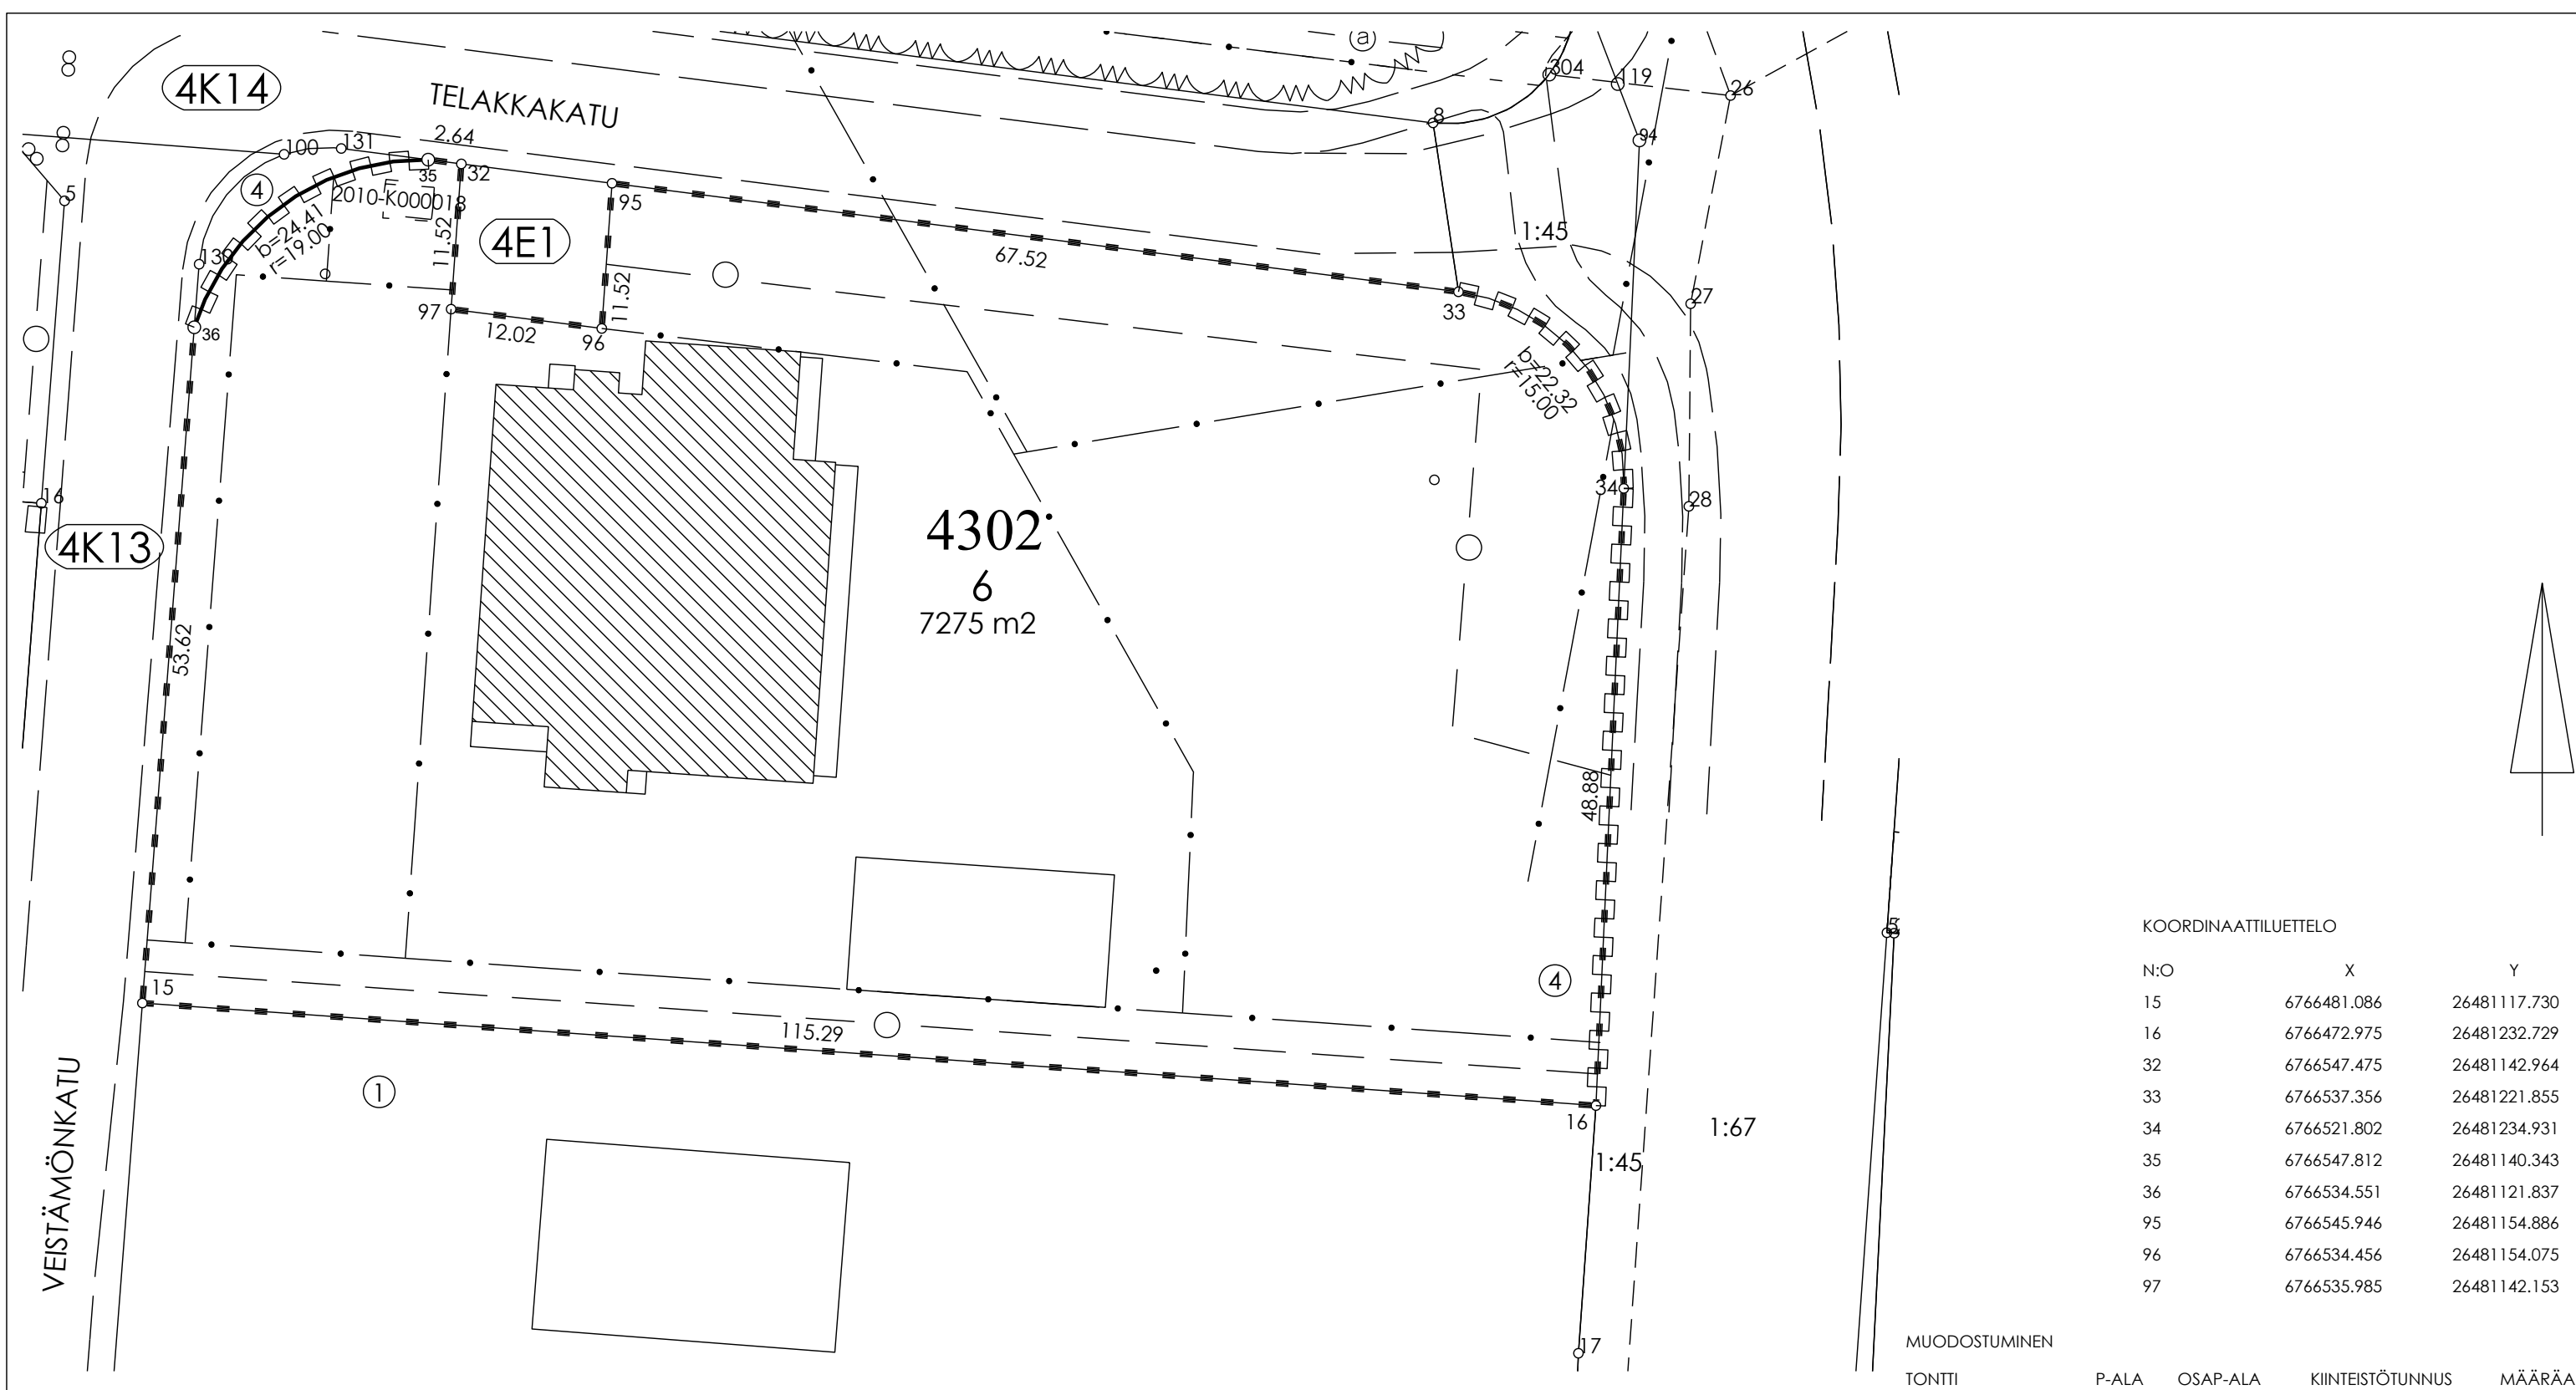 a
304
119
26
8
94
4K14
TELAKKAKATU
2.64
100
131
35
32
4
2010-K000018
5
95
b=24.41
r=19.00
11.52
4E1
11.52
67.52
1:45
27
33
36
97
12.02
96
b=22.32
r=15.00
16
34
28
4K13
4302
6
7275 m2
53.62
48.88
15
115.29
4
1
16
1:67
1:45
17
VEISTÄMÖNKATU
KOORDINAATTILUETTELO
N:O X Y
15 6766481.086 26481117.730
16 6766472.975 26481232.729
32 6766547.475 26481142.964
33 6766537.356 26481221.855
34 6766521.802 26481234.931
35 6766547.812 26481140.343
36 6766534.551 26481121.837
95 6766545.946 26481154.886
96 6766534.456 26481154.075
97 6766535.985 26481142.153
MUODOSTUMINEN
TONTTI P-ALA OSAP-ALA KIINTEISTÖTUNNUS MÄÄRÄA